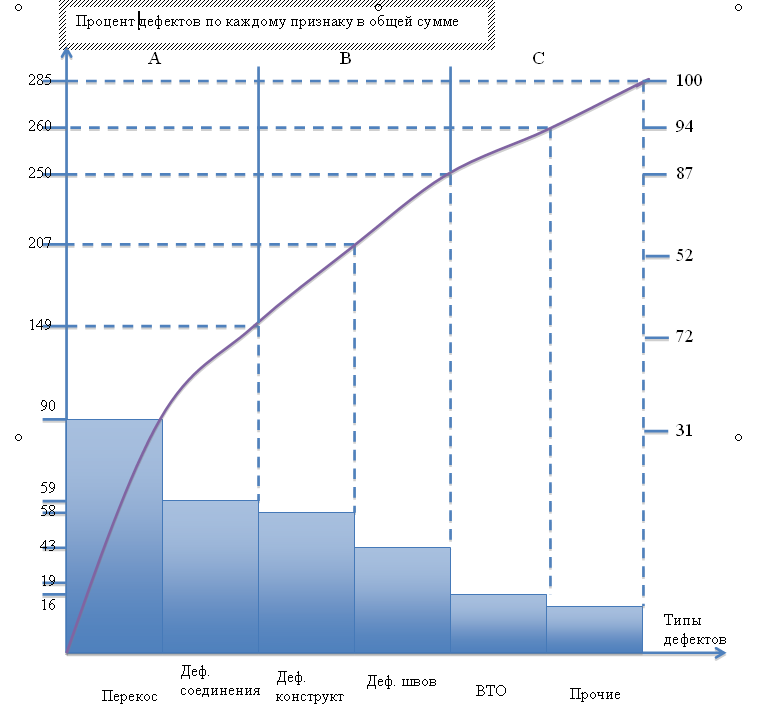 Процент дефектов по каждому признаку в общей сумме
A
B
C
285
260
250
207
149
90
59
58
43
19
16
100
94
87
52
72
31
Типы
дефектов
Перекос
Деф.
соединения
Деф.
конструкт
Деф. швов
ВТО
Прочие